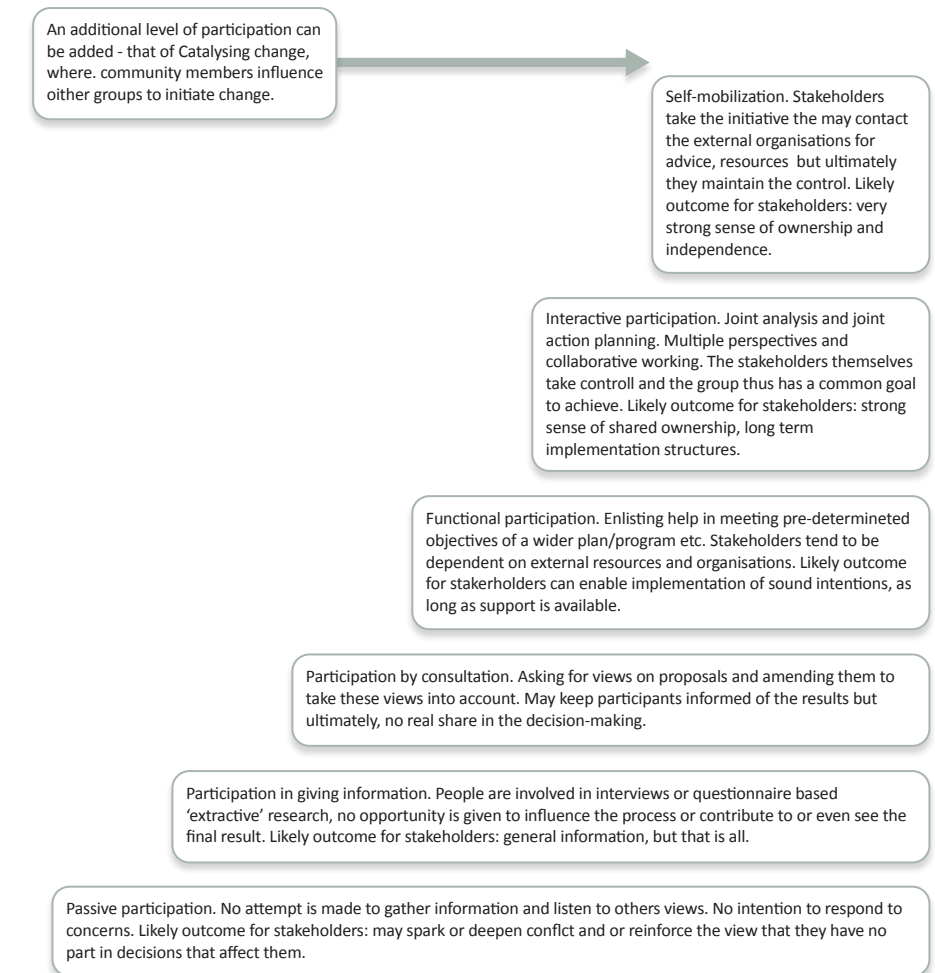 An additional level of participation can
be added - that of Catalysing change,
where. community members influence
oither groups to initiate change.
Self-mobilization. Stakeholders
take the initiative the may contact
the external organisations for
advice, resources  but ultimately
they maintain the control. Likely
outcome for stakeholders: very
strong sense of ownership and
independence.
Interactive participation. Joint analysis and joint
action planning. Multiple perspectives and
collaborative working. The stakeholders themselves
take controll and the group thus has a common goal
to achieve. Likely outcome for stakeholders: strong
sense of shared ownership, long term
implementation structures.
Functional participation. Enlisting help in meeting pre-determineted
objectives of a wider plan/program etc. Stakeholders tend to be
dependent on external resources and organisations. Likely outcome
for stakerholders can enable implementation of sound intentions, as
long as support is available.
Participation by consultation. Asking for views on proposals and amending them to
take these views into account. May keep participants informed of the results but
ultimately, no real share in the decision-making.
Participation in giving information. People are involved in interviews or questionnaire based
‘extractive’ research, no opportunity is given to influence the process or contribute to or even see the
final result. Likely outcome for stakeholders: general information, but that is all.
Passive participation. No attempt is made to gather information and listen to others views. No intention to respond to
concerns. Likely outcome for stakeholders: may spark or deepen conflct and or reinforce the view that they have no
part in decisions that affect them.